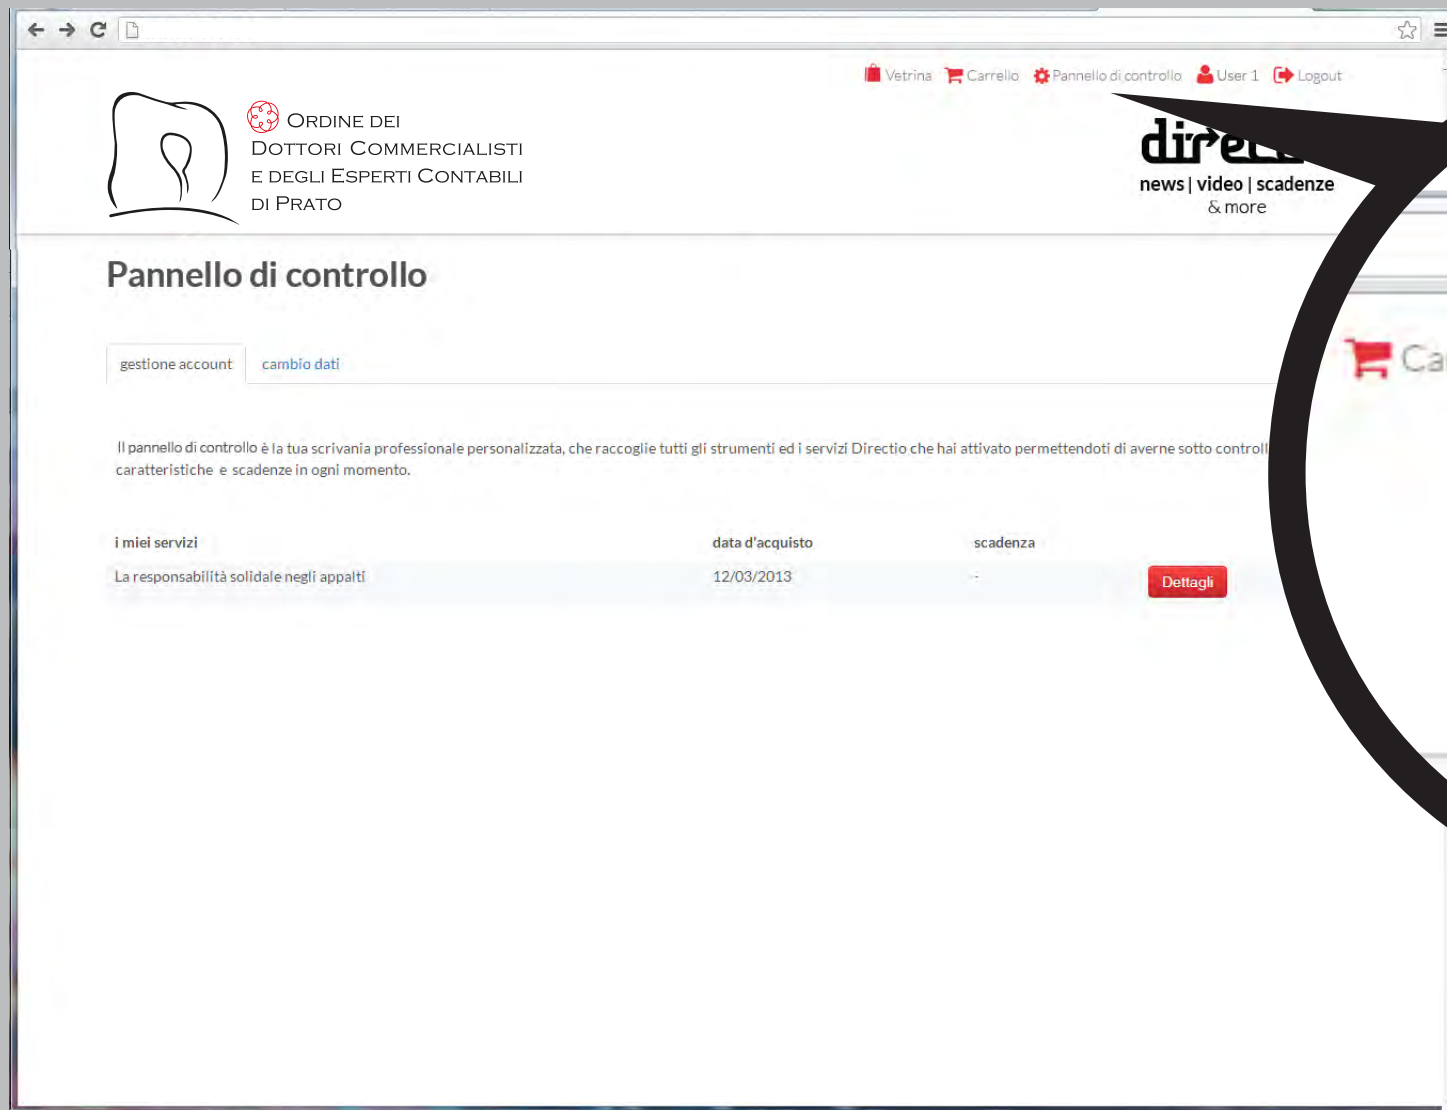 Vetrina Carrello Pannello di controllo User 1 Logout
ORDINE DEI
DOTTORI COMMERCIALISTI
E DEGLI ESPERTI CONTABILI
DI PRATO
news | video | scadenze
& more
Pannello di controllo
gestione account cambio dati
Il pannello di controllo è la tua scrivania professionale personalizzata, che raccoglie tutti gli strumenti ed i servizi Directio che hai attivato permettendoti di averne sotto controll
caratteristiche e scadenze in ogni momento.
i miei servizi data d'acquisto scadenza
La responsabilità solidale negli appalti 12/03/2013 - Dettagli